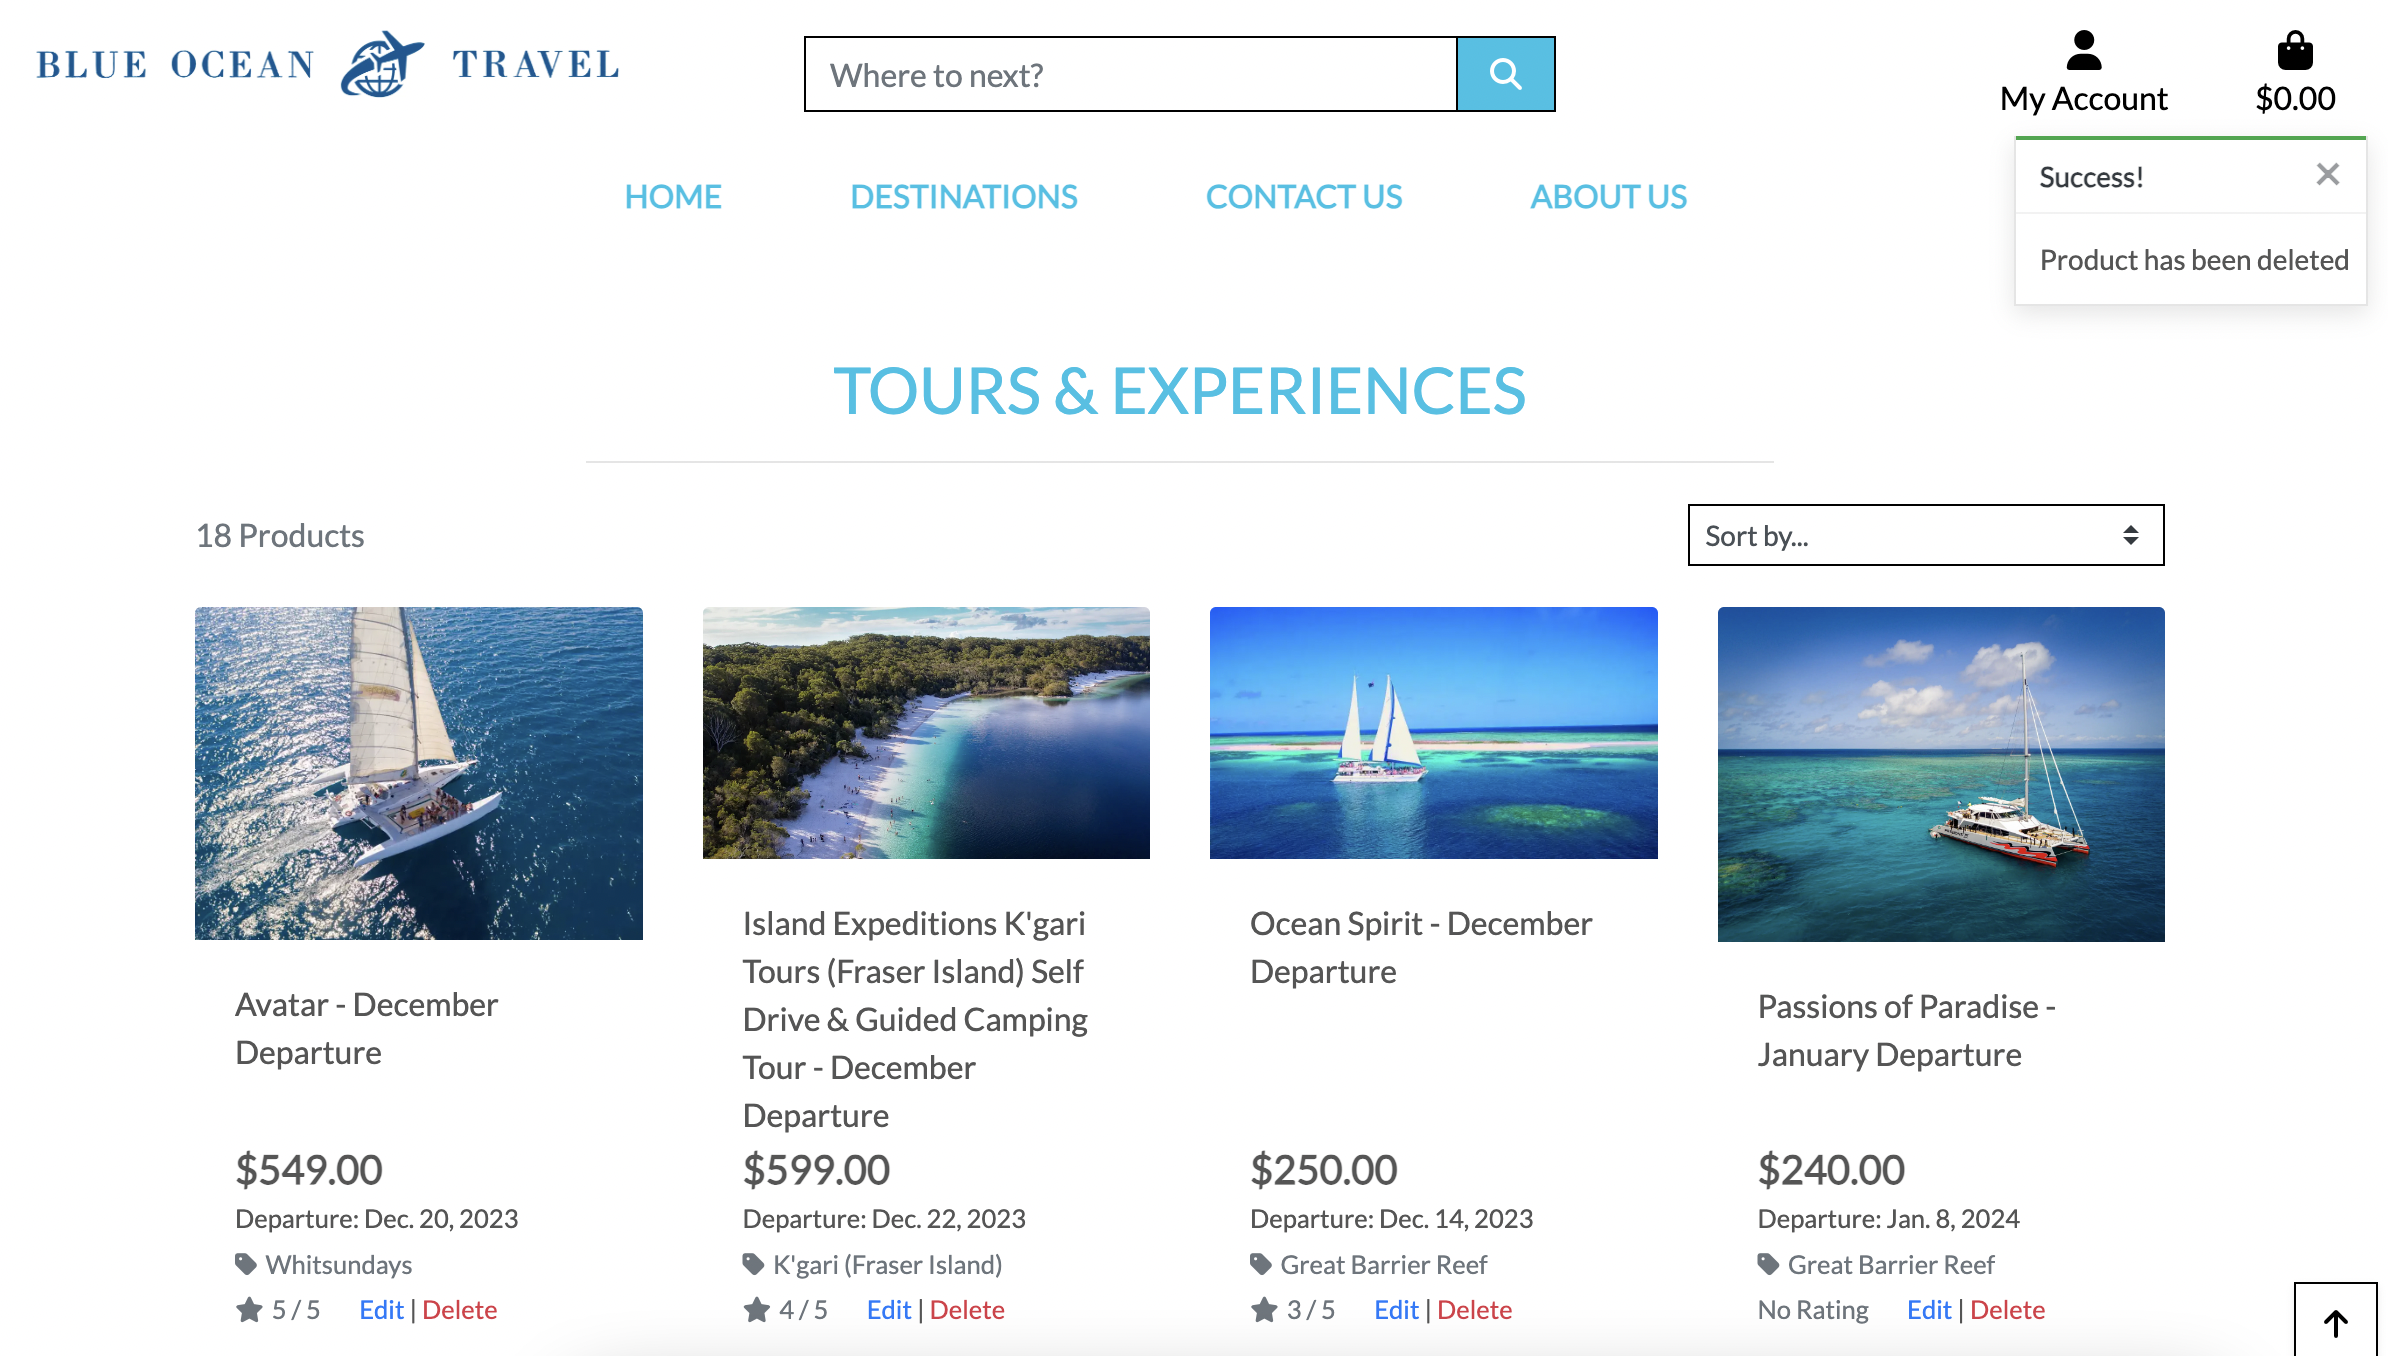 BLUE OCEAN TRAVEL
Where to next?
My Account
$0.00
Success!
Product has been deleted
HOME
DESTINATIONS
CONTACT US
ABOUT US
TOURS & EXPERIENCES
18 Products
Sort by...
Avatar - December
Departure
$549.00
Departure: Dec. 20, 2023
Whitsundays
5 / 5 Edit | Delete
Island Expeditions K'gari
Tours (Fraser Island) Self
Drive & Guided Camping
Tour - December
Departure
$599.00
Departure: Dec. 22, 2023
K'gari (Fraser Island)
4 / 5 Edit | Delete
Ocean Spirit - December
Departure
$250.00
Departure: Dec. 14, 2023
Great Barrier Reef
3 / 5 Edit | Delete
Passions of Paradise -
January Departure
$240.00
Departure: Jan. 8, 2024
Great Barrier Reef
No Rating Edit | Delete